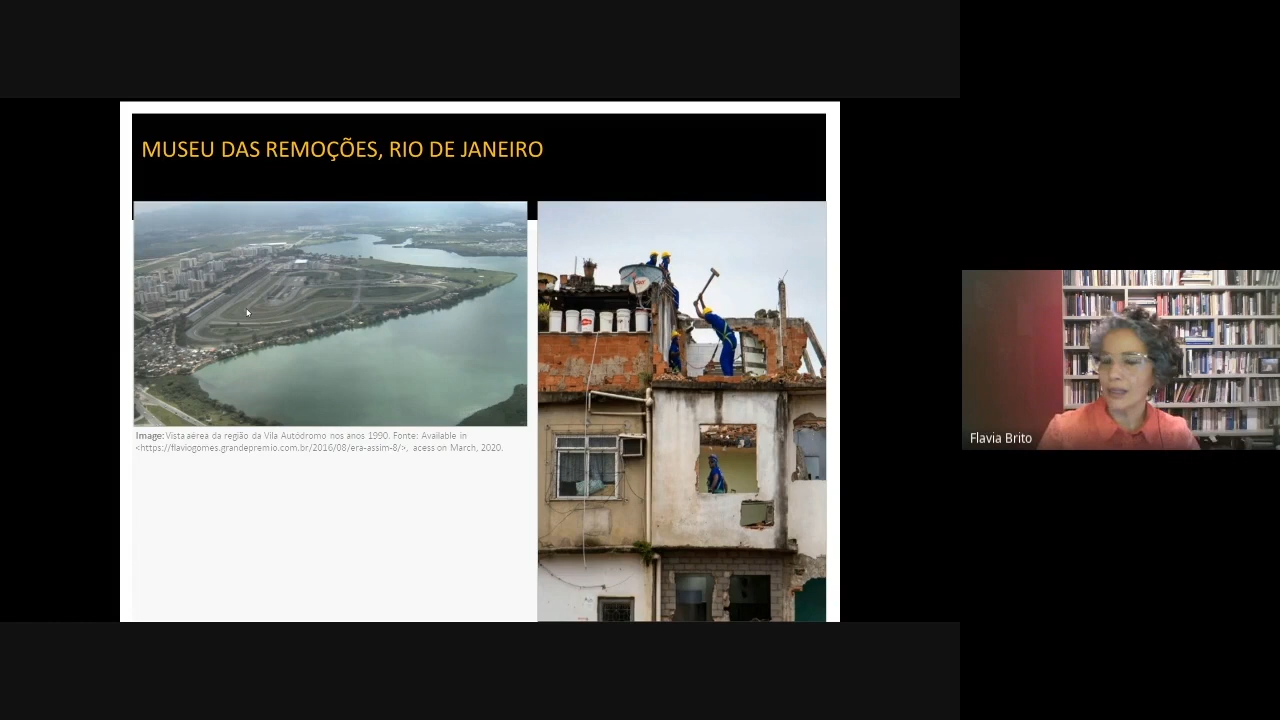 MUSEU DAS REMOÇÕES, RIO DE JANEIRO
Image: Vista aérea da região da Vila Autódromo nos anos 1990. Fonte: Available in
<https://flaviogomes.grandepremio.com.br/2016/08/era-assim-8/>, acess on March, 2020.
Flavia Brito